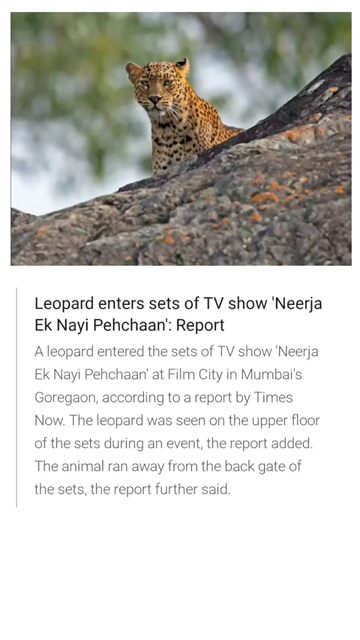 Leopard enters sets of TV show 'Neerja
Ek Nayi Pehchaan': Report
A leopard entered the sets of TV show 'Neerja
Ek Nayi Pehchaan' at Film City in Mumbai's
Goregaon, according to a report by Times
Now. The leopard was seen on the upper floor
of the sets during an event, the report added.
The animal ran away from the back gate of
the sets, the report further said.